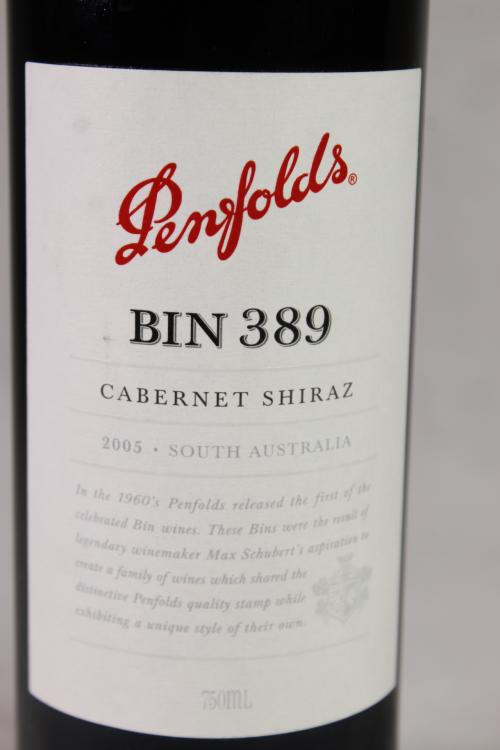 Penfolds®
BIN 389
CABERNET SHIRAZ
2005 · SOUTH AUSTRALIA
In the 1960's Penfolds released the first of the
celebrated Bin wines. These Bins were the result of
legendary winemaker Max Schubert's aspiration to
create a family of wines which shared the
distinctive Penfolds quality stamp while
exhibiting a unique style of their own.
750ML